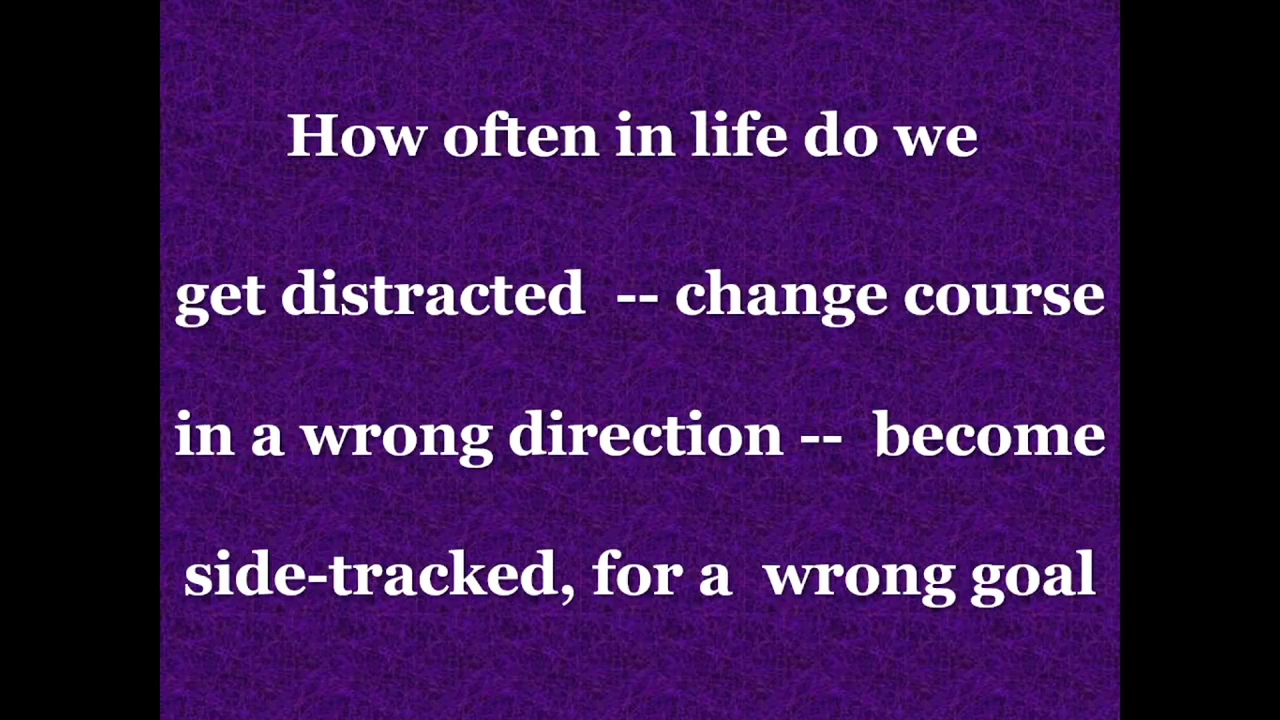 How often in life do we
get distracted -- change course
in a wrong direction -- become
side-tracked, for a wrong goal